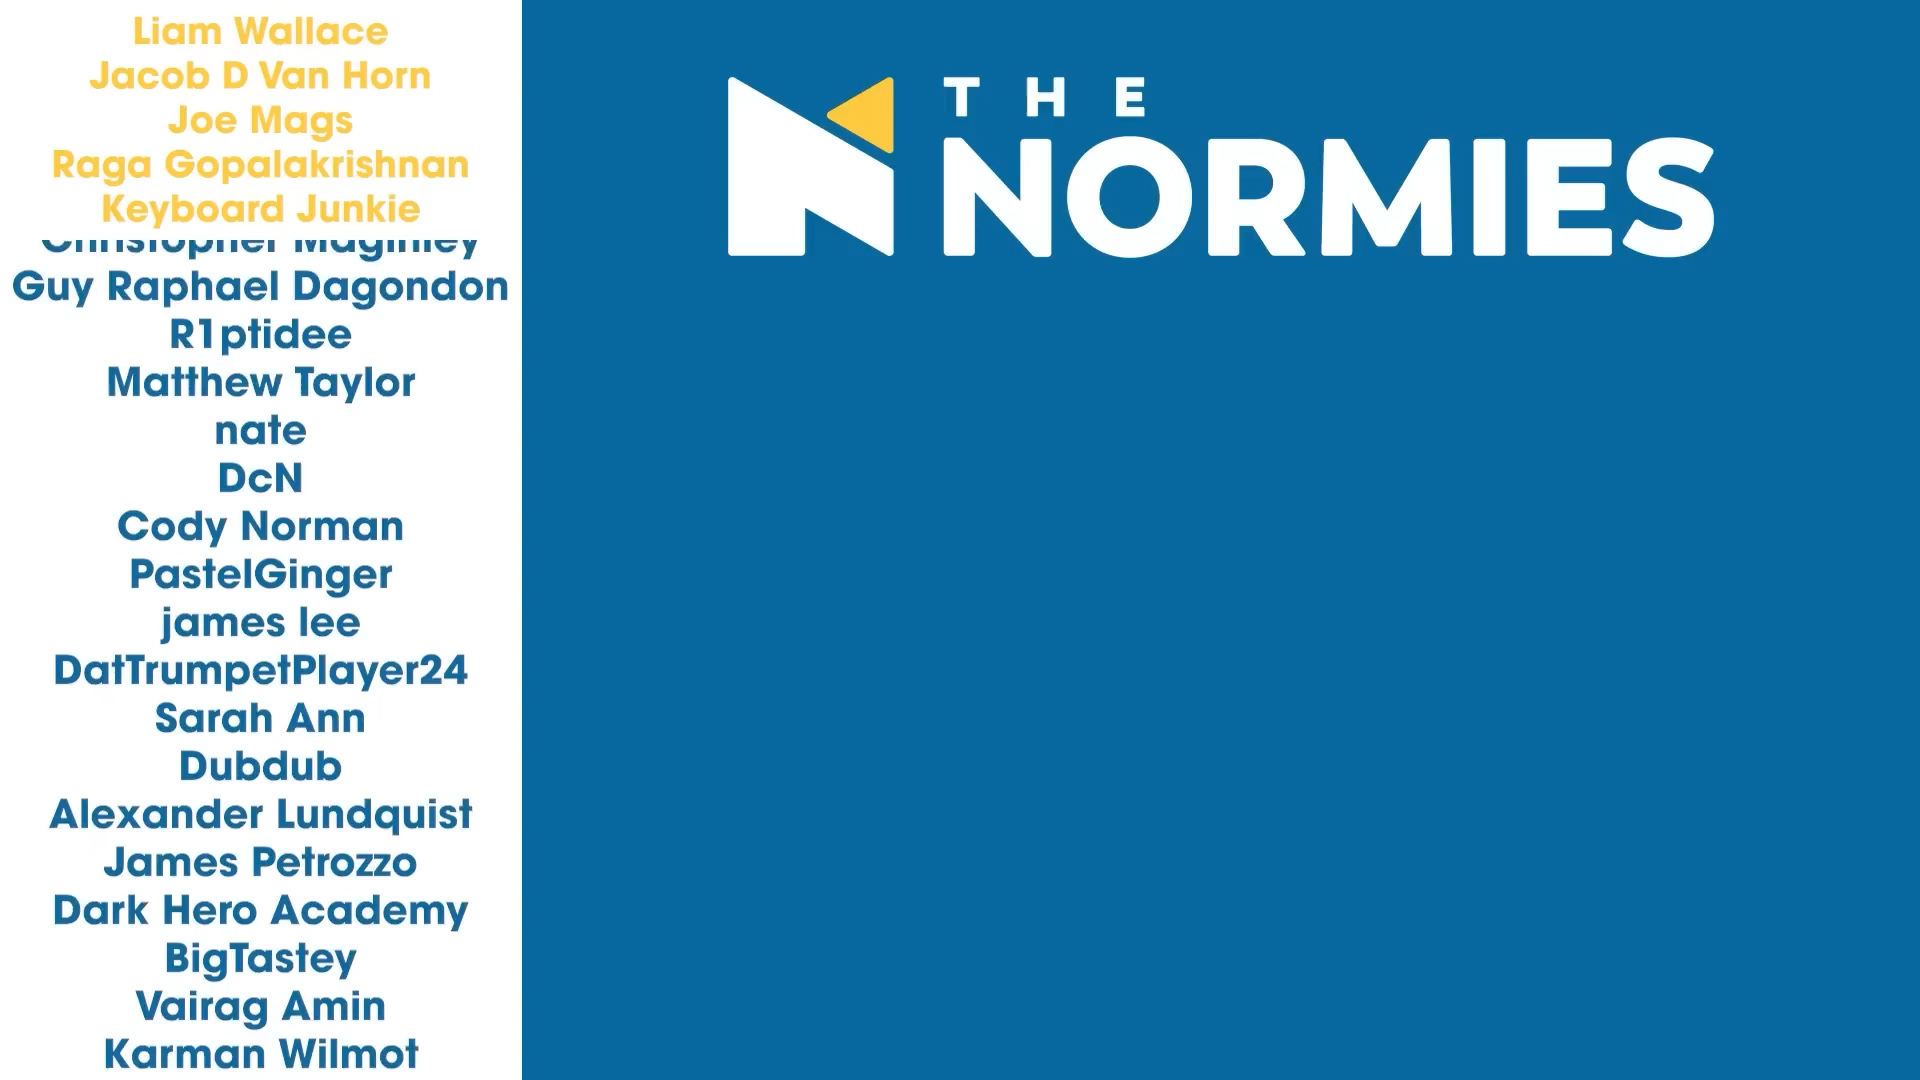 Liam Wallace
Jacob D Van Horn
Joe Mags
Raga Gopalakrishnan
Keyboard Junkie
Guy Raphael Dagondon
R1ptidee
Matthew Taylor
nate
DcN
Cody Norman
PastelGinger
james lee
DatTrumpetPlayer24
Sarah Ann
Dubdub
Alexander Lundquist
James Petrozzo
Dark Hero Academy
BigTastey
Vairag Amin
Karman Wilmot
THE
NORMIES